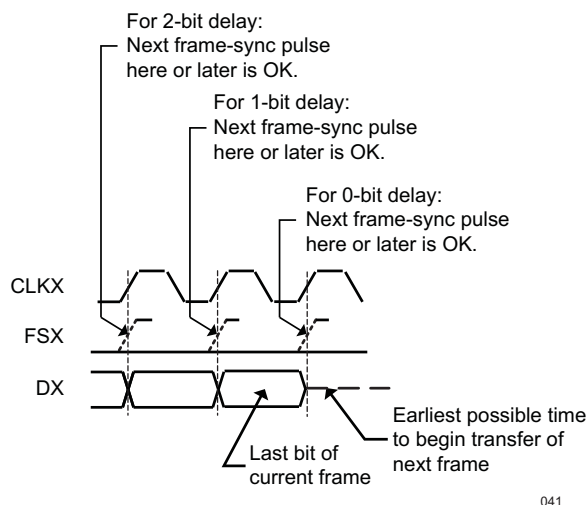 For 2-bit delay:
Next frame-sync pulse
here or later is OK.
For 1-bit delay:
Next frame-sync pulse
here or later is OK.
For 0-bit delay:
Next frame-sync pulse
here or later is OK.
CLKX
FSX
DX
Last bit of
current frame
Earliest possible time
to begin transfer of
next frame
041